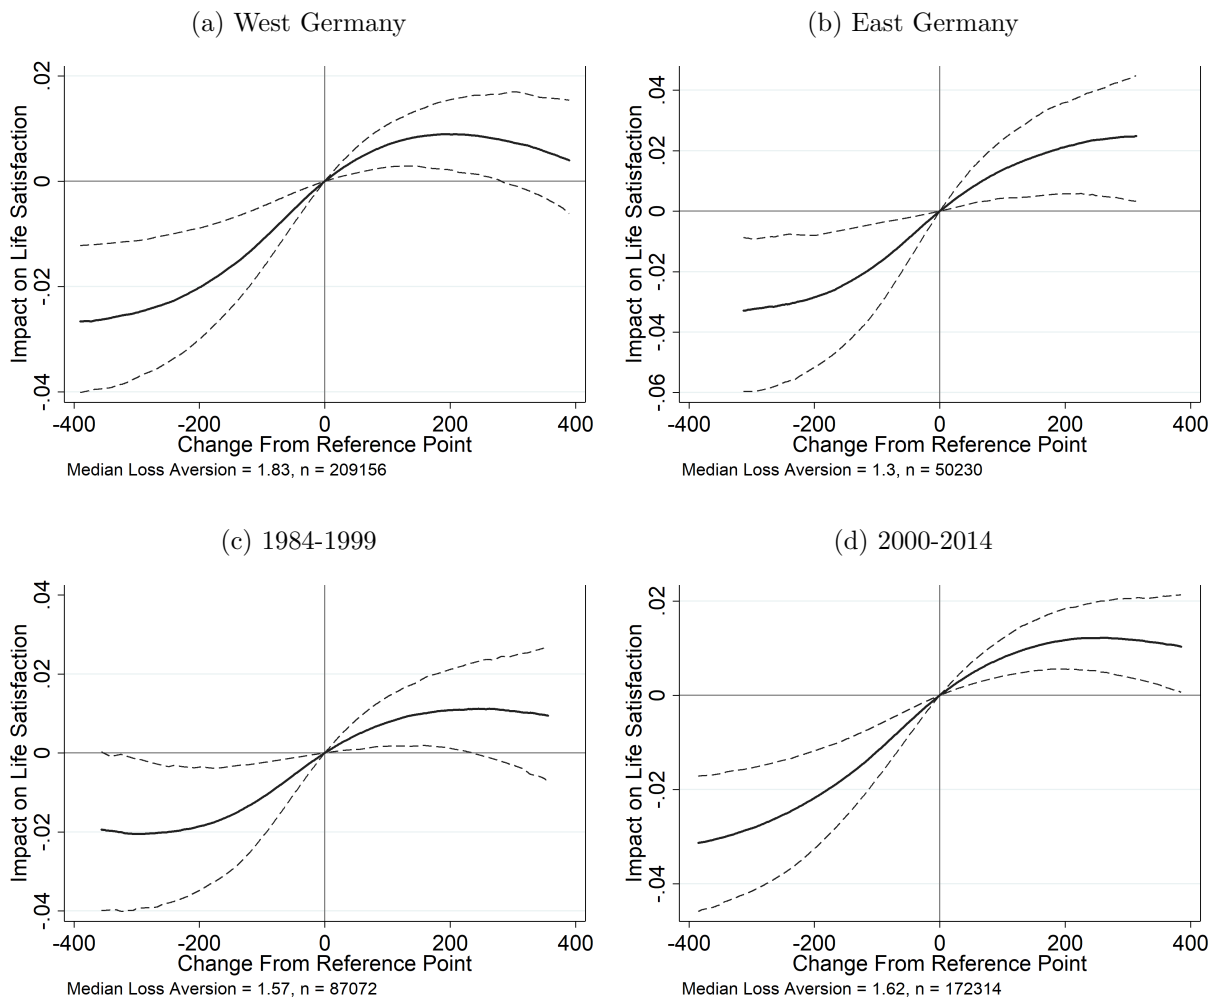 (a) West Germany
Impact on Life Satisfaction
.02
0
-.02
-.04
-400 -200 0 200 400
Change From Reference Point
Median Loss Aversion = 1.83, n = 209156
(b) East Germany
Impact on Life Satisfaction
.04
.02
0
-.02
-.04
-.06
-400 -200 0 200 400
Change From Reference Point
Median Loss Aversion = 1.3, n = 50230
(c) 1984-1999
Impact on Life Satisfaction
.04
.02
0
-.02
-.04
-400 -200 0 200 400
Change From Reference Point
Median Loss Aversion = 1.57, n = 87072
(d) 2000-2014
Impact on Life Satisfaction
.02
0
-.02
-.04
-400 -200 0 200 400
Change From Reference Point
Median Loss Aversion = 1.62, n = 172314